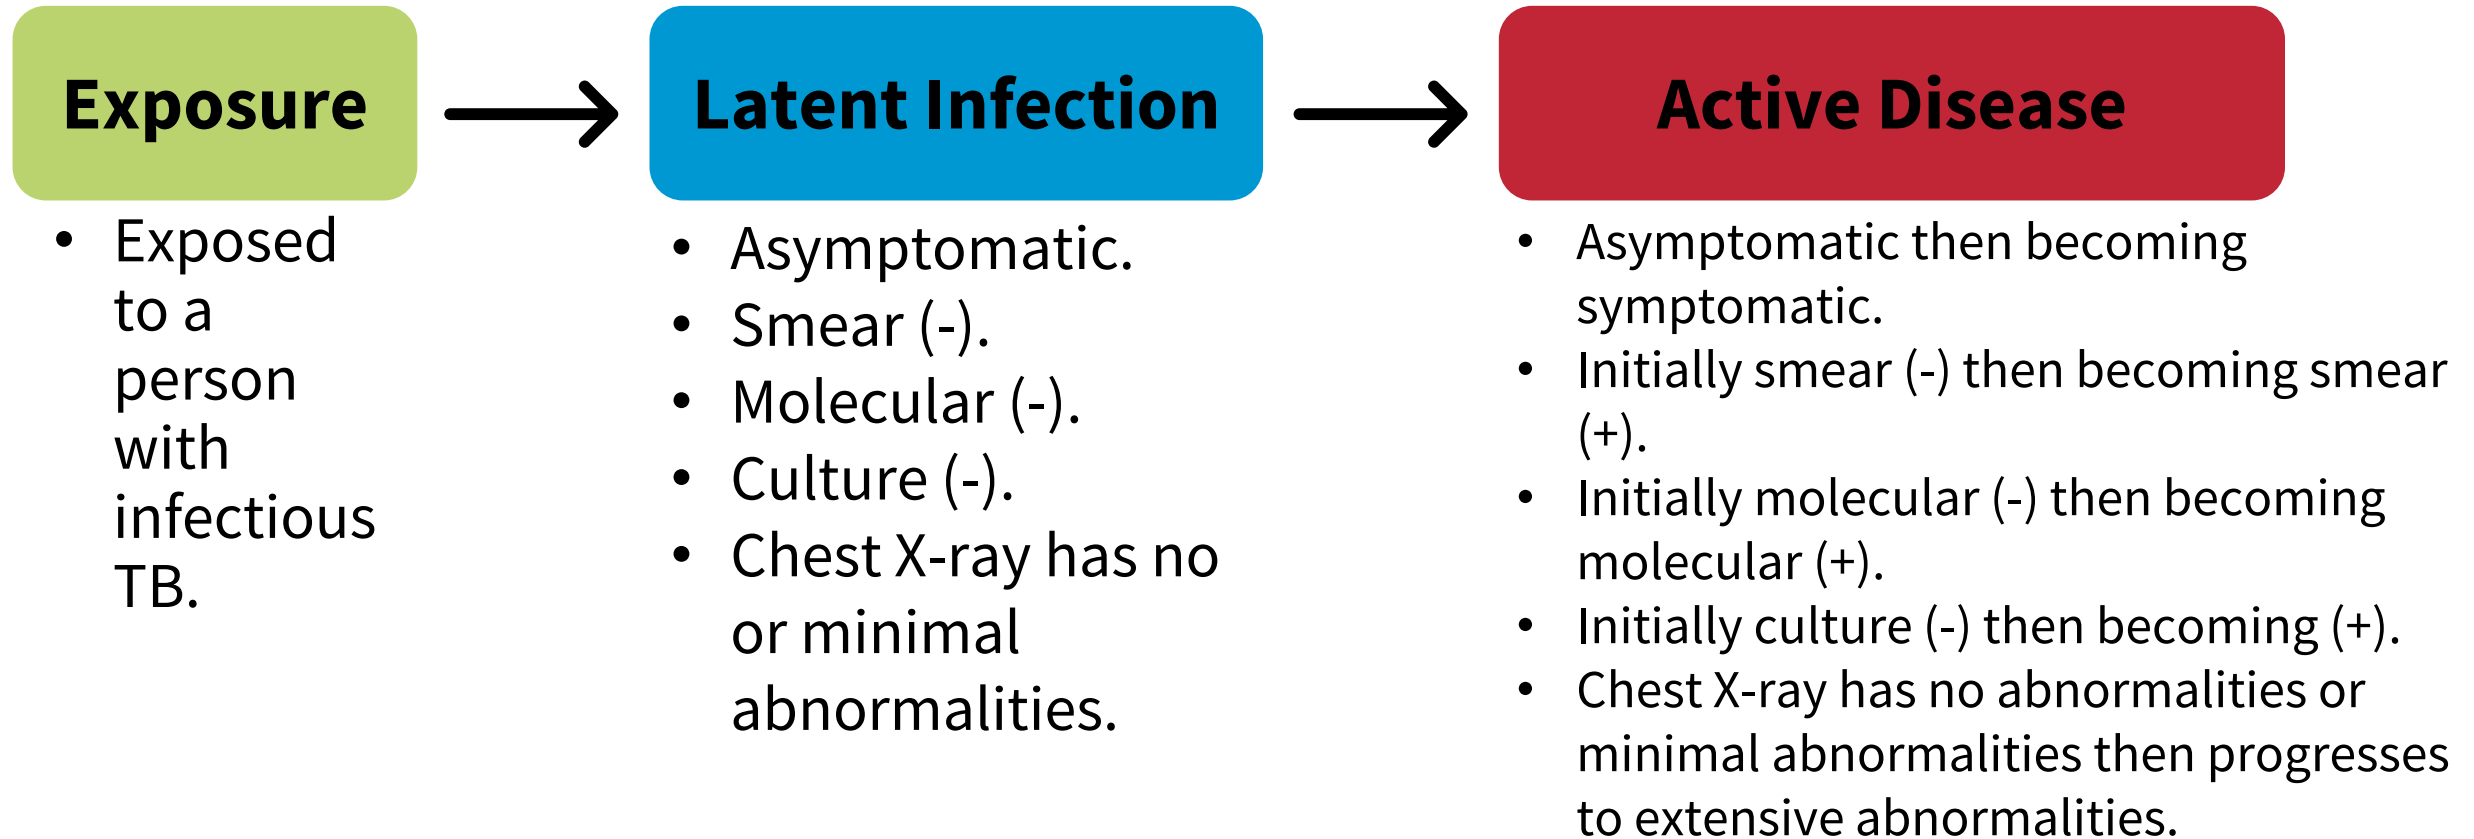 Exposure
• Exposed
to a
person
with
infectious
TB.
Latent Infection
• Asymptomatic.
• Smear (-).
• Molecular (-).
• Culture (-).
• Chest X-ray has no
or minimal
abnormalities.
Active Disease
• Asymptomatic then becoming
symptomatic.
• Initially smear (-) then becoming smear
(+).
• Initially molecular (-) then becoming
molecular (+).
• Initially culture (-) then becoming (+).
• Chest X-ray has no abnormalities or
minimal abnormalities then progresses
to extensive abnormalities.